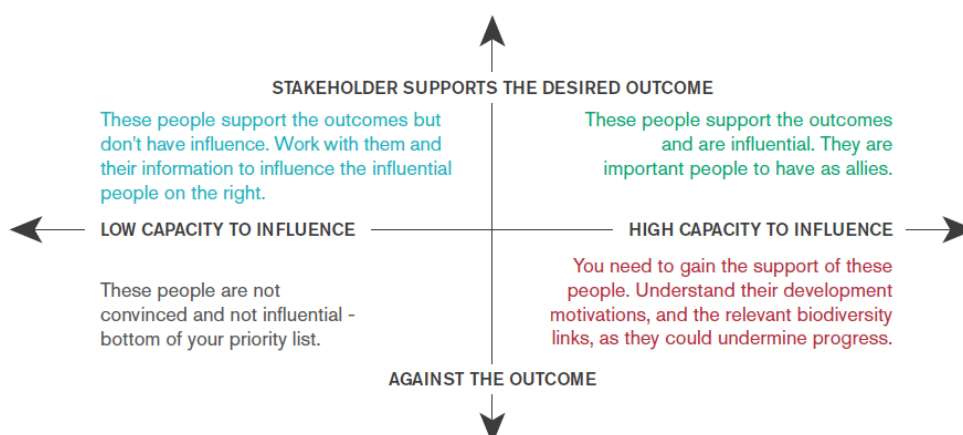 STAKEHOLDER SUPPORTS THE DESIRED OUTCOME
These people support the outcomes but
don't have influence. Work with them and
their information to influence the influential
people on the right.
These people support the outcomes
and are influential. They are
important people to have as allies.
LOW CAPACITY TO INFLUENCE
HIGH CAPACITY TO INFLUENCE
These people are not
convinced and not influential -
bottom of your priority list.
You need to gain the support of these
people. Understand their development
motivations, and the relevant biodiversity
links, as they could undermine progress.
AGAINST THE OUTCOME